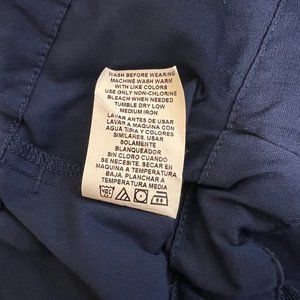 WASH BEFORE WEARING
MACHINE WASH WARM
WITH LIKE COLORS
USE ONLY NON-CHLORINE
BLEACH WHEN NEEDED
TUMBLE DRY LOW
MEDIUM IRON
LAVAR ANTES DE USAR
LAVAR A MAQUINA CON
AGUA TIBIA Y COLORES
SIMILARES. USAR
SOLAMENTE
BLANQUEADOR
SIN CLORO CUANDO
SE NECESITE. SECAR EN
MAQUINA A TEMPERATURA
BAJA. PLANCHAR A
TEMPERATURA MEDIA